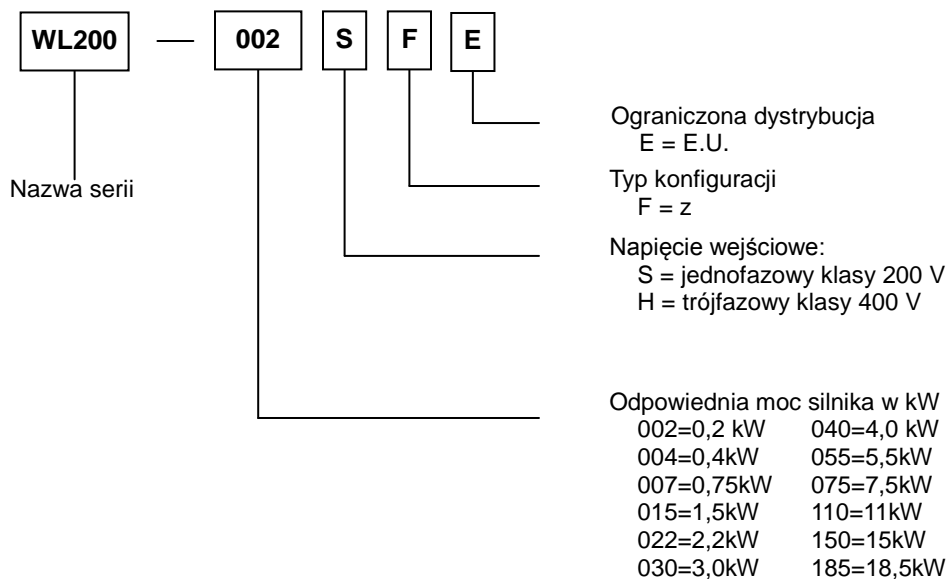 WL200 — 002 S F E
Ograniczona dystrybucja
E = E.U.
Nazwa serii
Typ konfiguracji
F = z
Napięcie wejściowe:
S = jednofazowy klasy 200 V
H = trójfazowy klasy 400 V
Odpowiednia moc silnika w kW
002=0,2 kW 040=4,0 kW
004=0,4kW 055=5,5kW
007=0,75kW 075=7,5kW
015=1,5kW 110=11kW
022=2,2kW 150=15kW
030=3,0kW 185=18,5kW